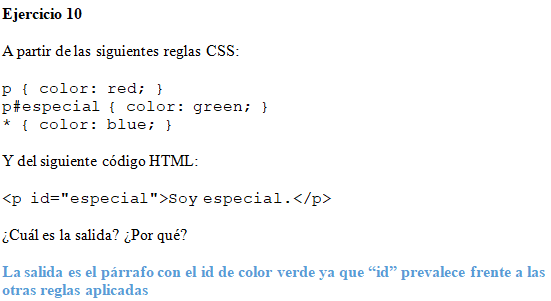 Ejercicio 10
A partir de las siguientes reglas CSS:
p { color: red; }
p#especial { color: green; }
* { color: blue; }
Y del siguiente código HTML:
<p id="especial">Soy especial.</p>
¿Cuál es la salida? ¿Por qué?
La salida es el párrafo con el id de color verde ya que “id” prevalece frente a las
otras reglas aplicadas